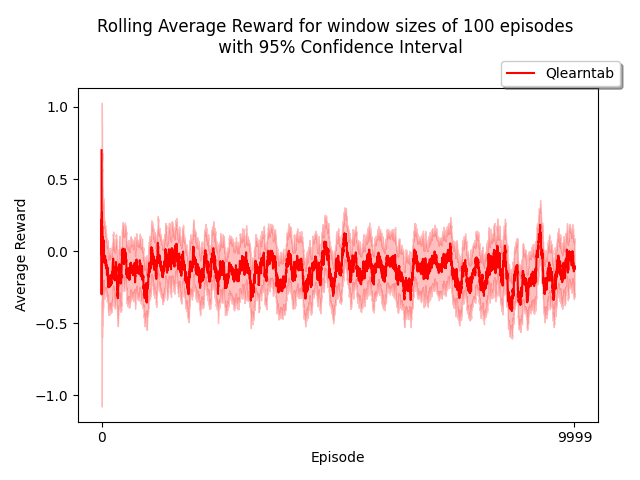 Rolling Average Reward for window sizes of 100 episodes
with 95% Confidence Interval
Qlearntab
1.0
0.5
0.0
−0.5
−1.0
Average Reward
0
9999
Episode